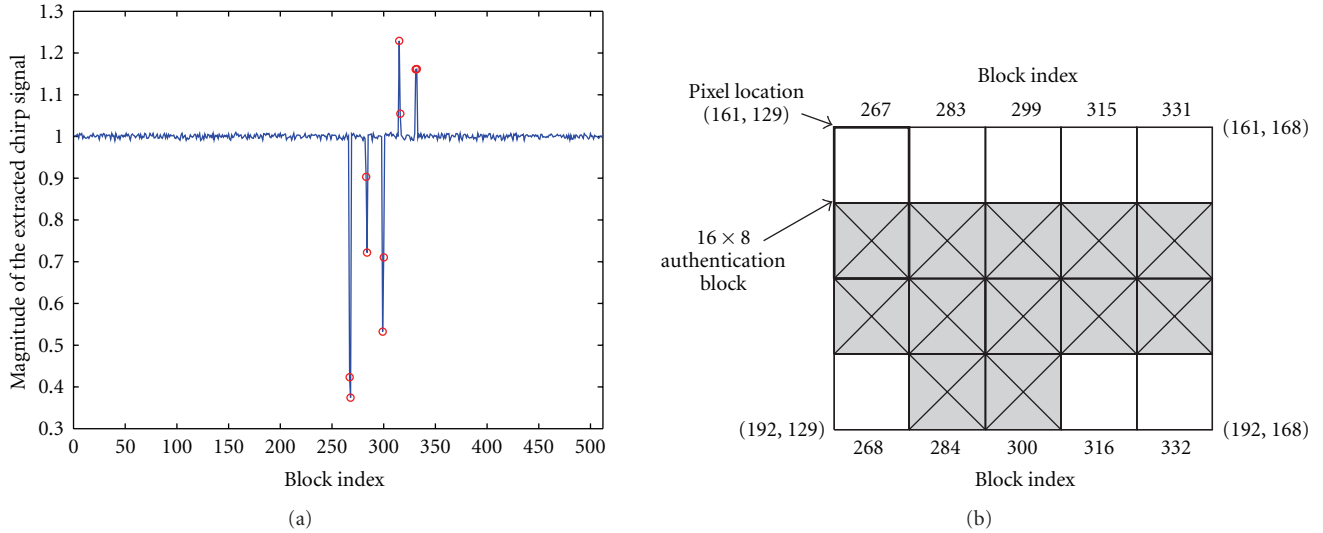 1.3
1.2
1.1
1
0.9
0.8
0.7
0.6
0.5
0.4
0.3
Magnitude of the extracted chirp signal
0 50 100 150 200 250 300 350 400 450 500
Block index
(a)
Block index
Pixel location
(161, 129)
267 283 299 315 331
(161, 168)
16 × 8
authentication
block
(192, 129)
(192, 168)
268 284 300 316 332
Block index
(b)